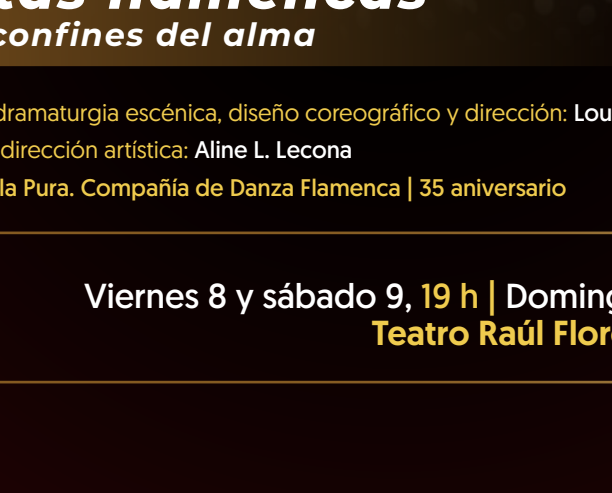 confines del alma
dramaturgia escénica, diseño coreográfico y dirección: Lou
dirección artística: Aline L. Lecona
la Pura. Compañía de Danza Flamenca | 35 aniversario
Viernes 8 y sábado 9, 19 h | Doming
Teatro Raúl Flor